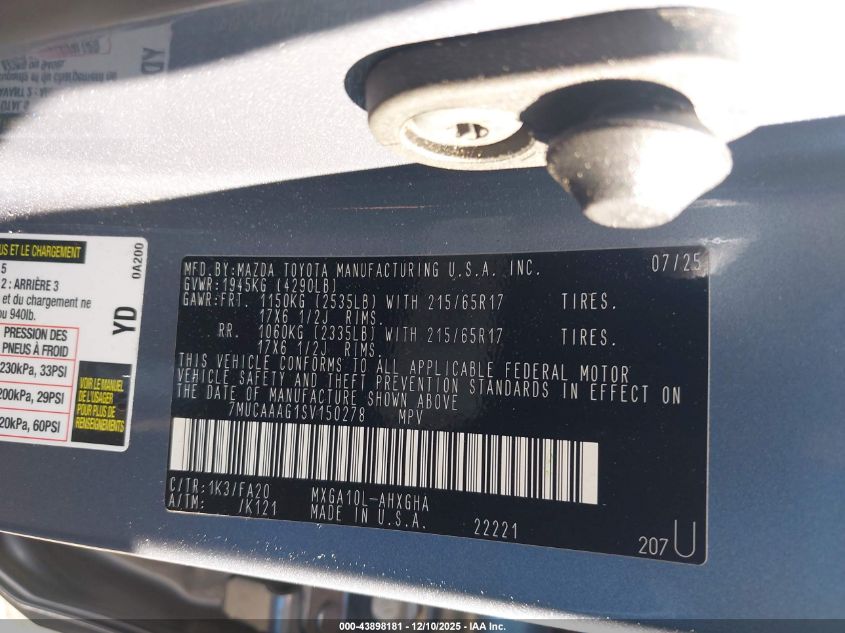 US ET LE CHARGEMENT
5
2 : ARRIÈRE 3
et du chargement ne
ou 940lb.
PRESSION DES
PNEUS À FROID
230kPa, 33PSI
200kPa, 29PSI
20kPa, 60PSI
0A200
YD
VOIR LE MANUEL
DE L'USAGER
POUR PLUS DE
RENSEIGNEMENTS
MFD.BY:MAZDA TOYOTA MANUFACTURING U.S.A. INC. 07/25
GVWR: 1945KG (4290LB)
GAWR:FRT. 1150KG (2535LB) WITH 215/65R17 TIRES.
17X6 1/2J RIMS.
RR. 1060KG (2335LB) WITH 215/65R17 TIRES.
17X6 1/2J RIMS.
THIS VEHICLE CONFORMS TO ALL APPLICABLE FEDERAL MOTOR
VEHICLE SAFETY AND THEFT PREVENTION STANDARDS IN EFFECT ON
THE DATE OF MANUFACTURE SHOWN ABOVE
7MUCAAAG1SV150278 MPV
C/TR: 1K3/FA20 MXGA10L-AHXGHA
A/TM: /K121 MADE IN U.S.A. 22221
207 U
000-43898181 - 12/10/2025 - IAA Inc.